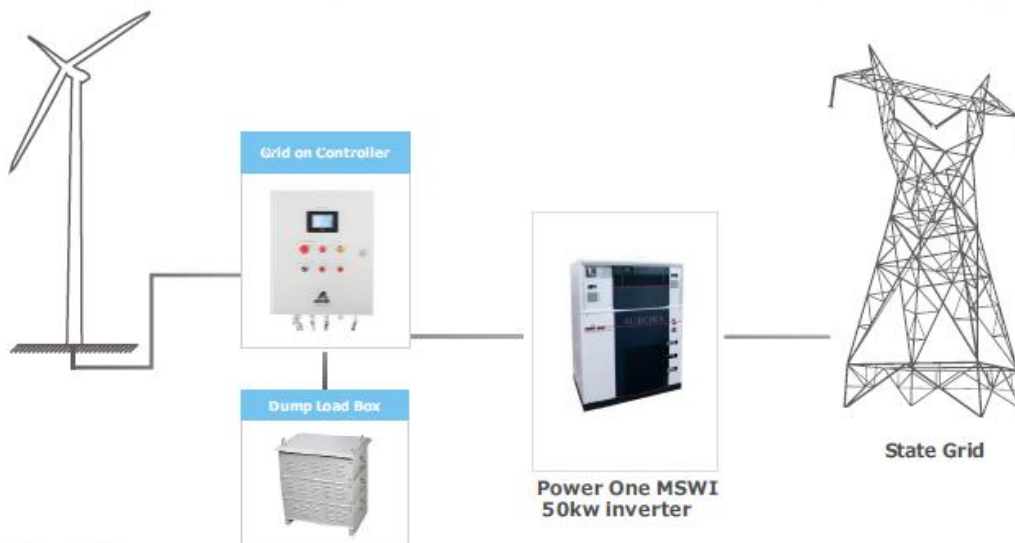 Grid on Controller
Dump Load Box
Power One MSWI
50kw inverter
State Grid